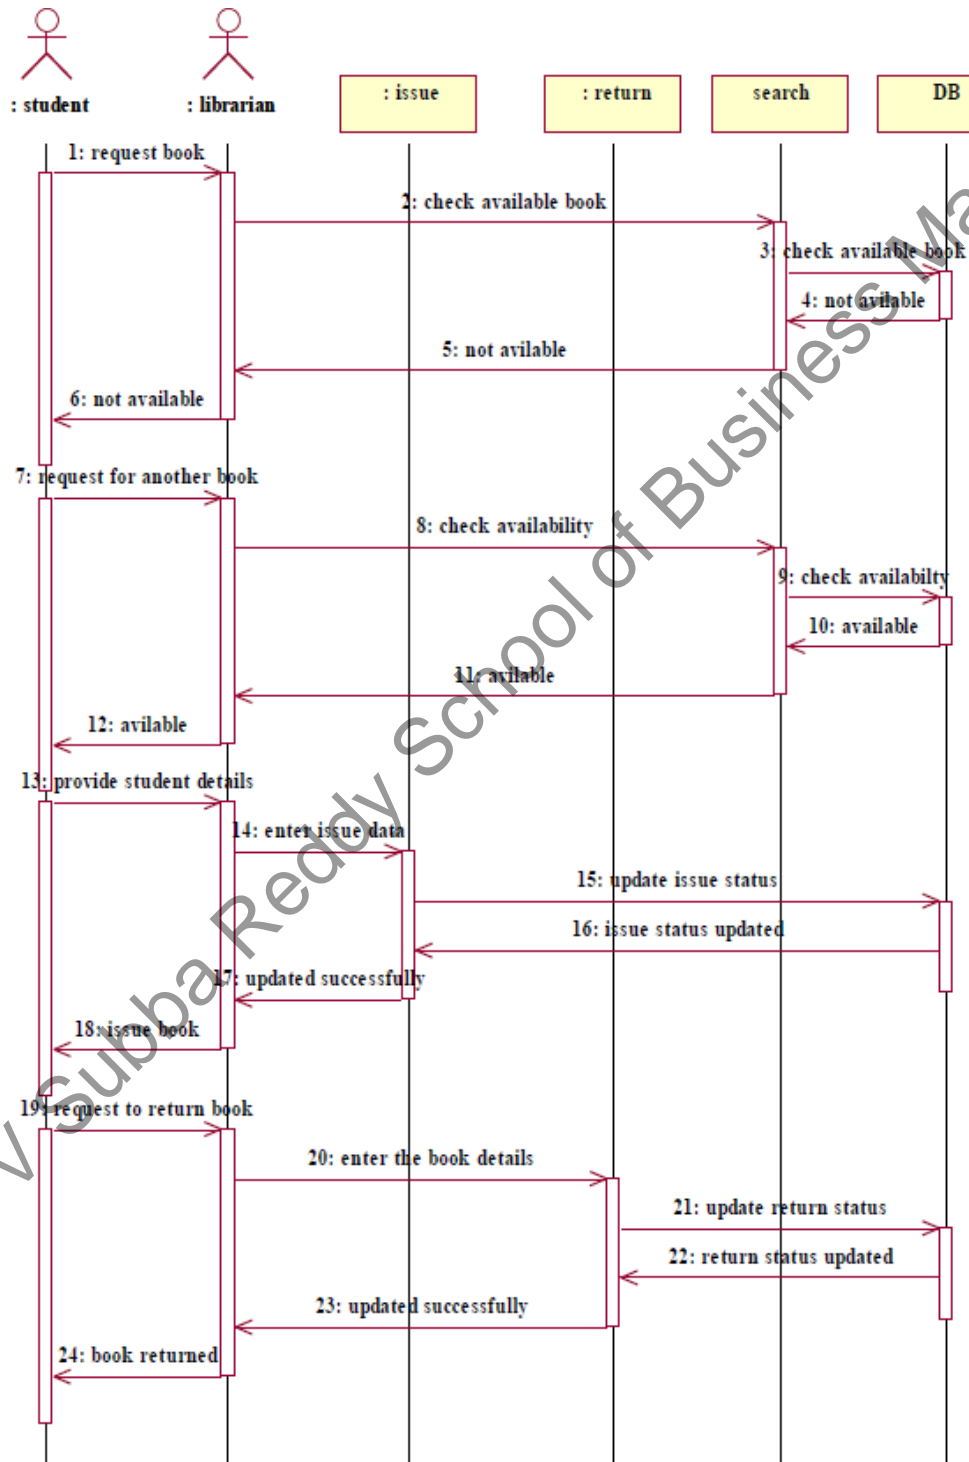 : student
: librarian
: issue
: return
search
DB
1: request book
2: check available book
3: check available book
4: not avilable
5: not avilable
6: not available
7: request for another book
8: check availability
9: check availabilty
10: available
11: avilable
12: avilable
13: provide student details
14: enter issue data
15: update issue status
16: issue status updated
17: updated successfully
18: issue book
19: request to return book
20: enter the book details
21: update return status
22: return status updated
23: updated successfully
24: book returned
V Subba Reddy School of Business Ma